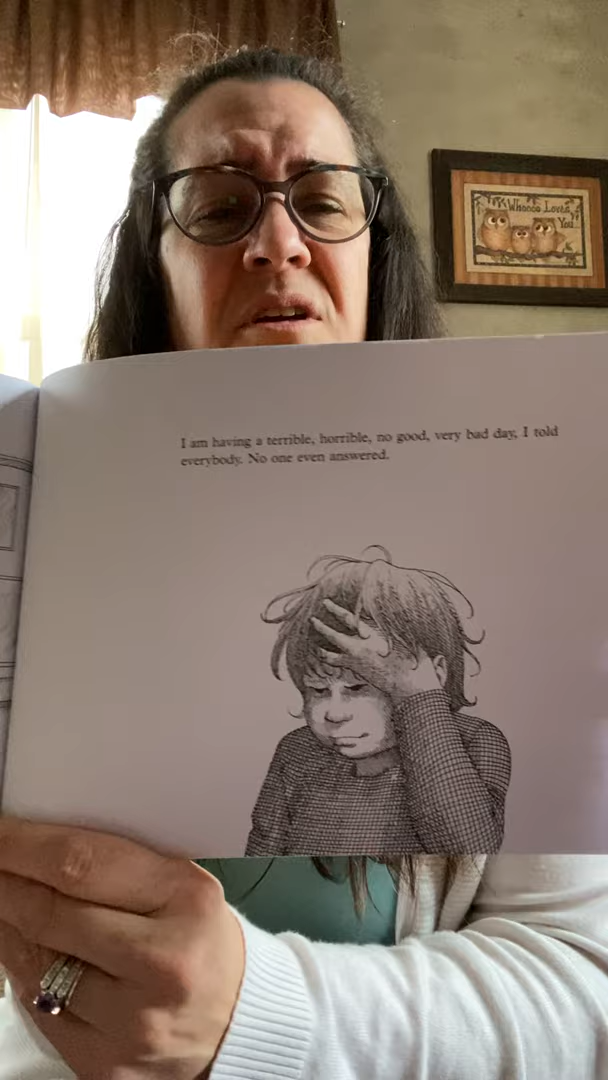 Whooo Loves
You
I am having a terrible, horrible, no good, very bad day, I told
everybody. No one even answered.